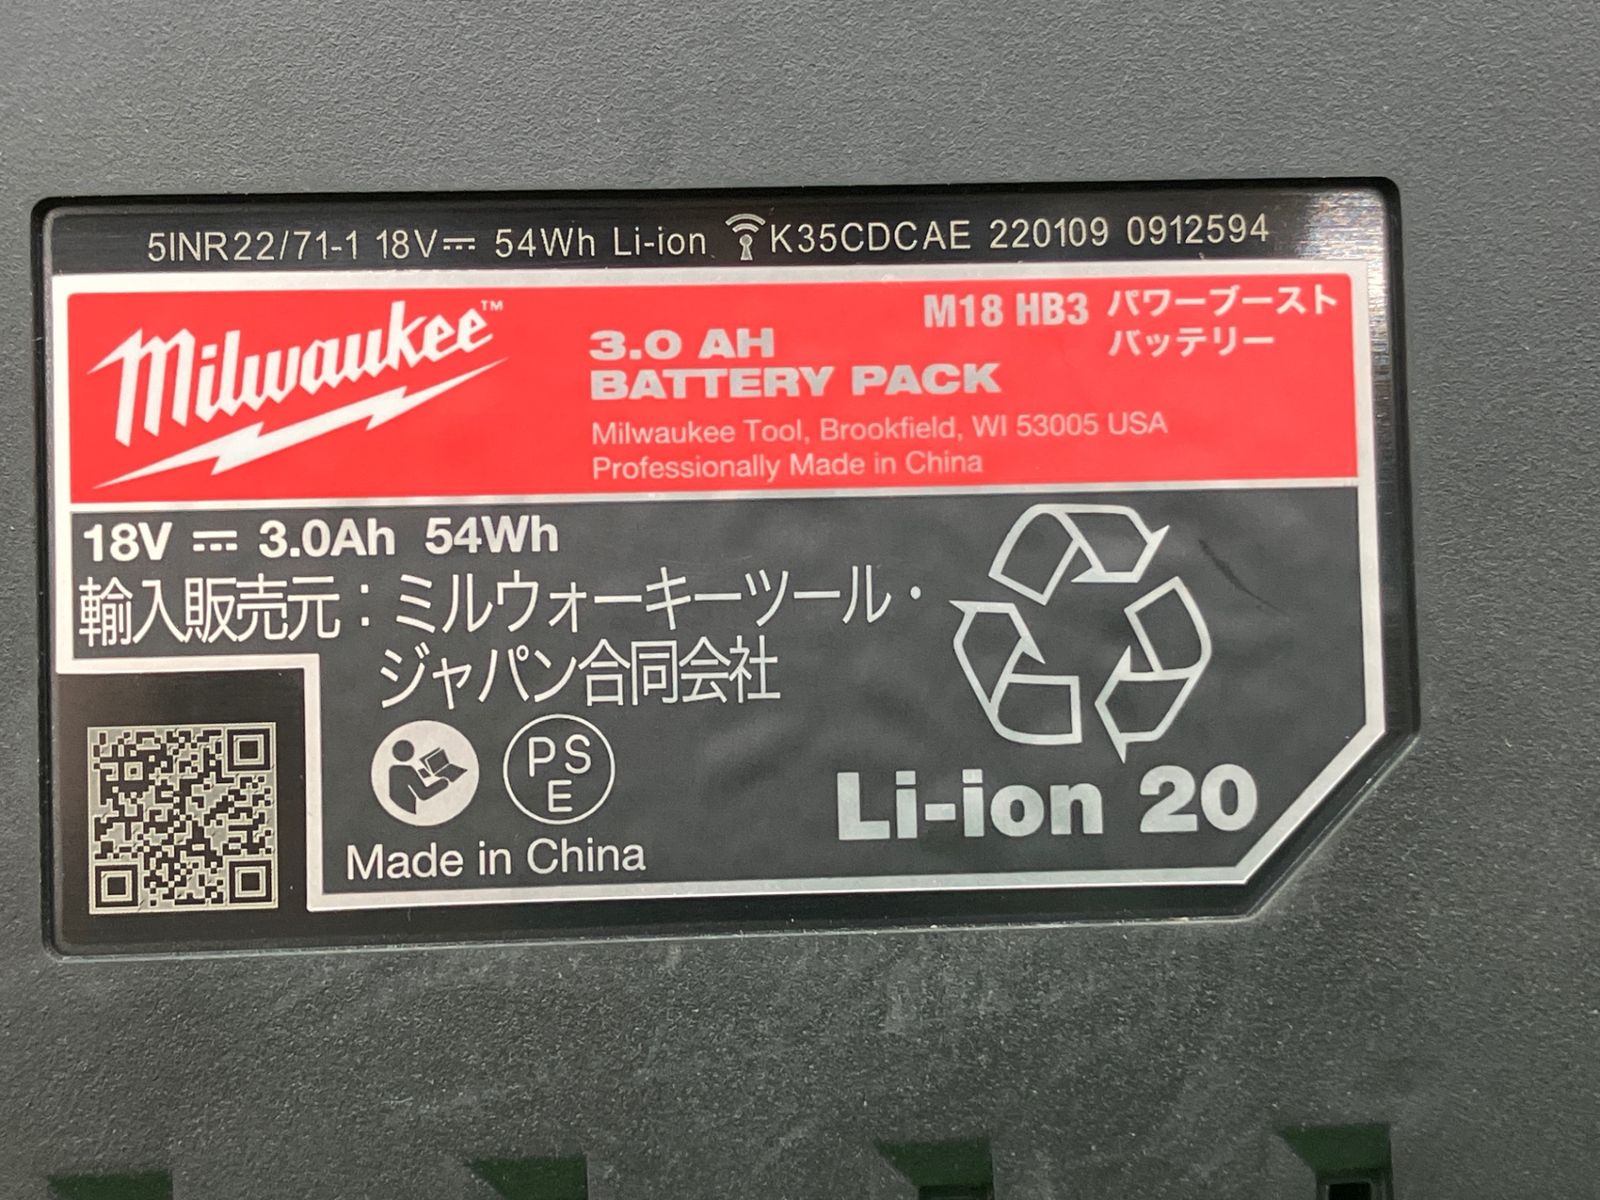 5INR22/71-1 18V⎓ 54Wh Li-ion K35CDCAE 220109 0912594
Milwaukee™
M18 HB3 パワーブースト
バッテリー
3.0 AH
BATTERY PACK
Milwaukee Tool, Brookfield, WI 53005 USA
Professionally Made in China
18V ⎓ 3.0Ah 54Wh
輸入販売元：ミルウォーキーツール・
ジャパン合同会社
PS
E
Made in China
Li-ion 20